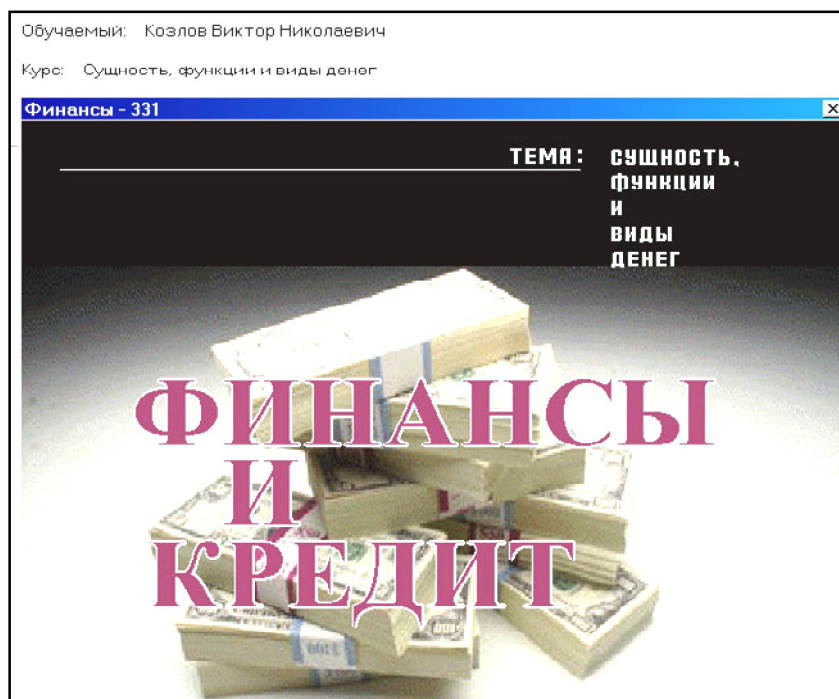 Обучаемый: Козлов Виктор Николаевич
Курс: Сущность, функции и виды денег
Финансы - 331
ТЕМА: СУЩНОСТЬ,
ФУНКЦИИ
И
ВИДЫ
ДЕНЕГ
ФИНАНСЫ
И
КРЕДИТ